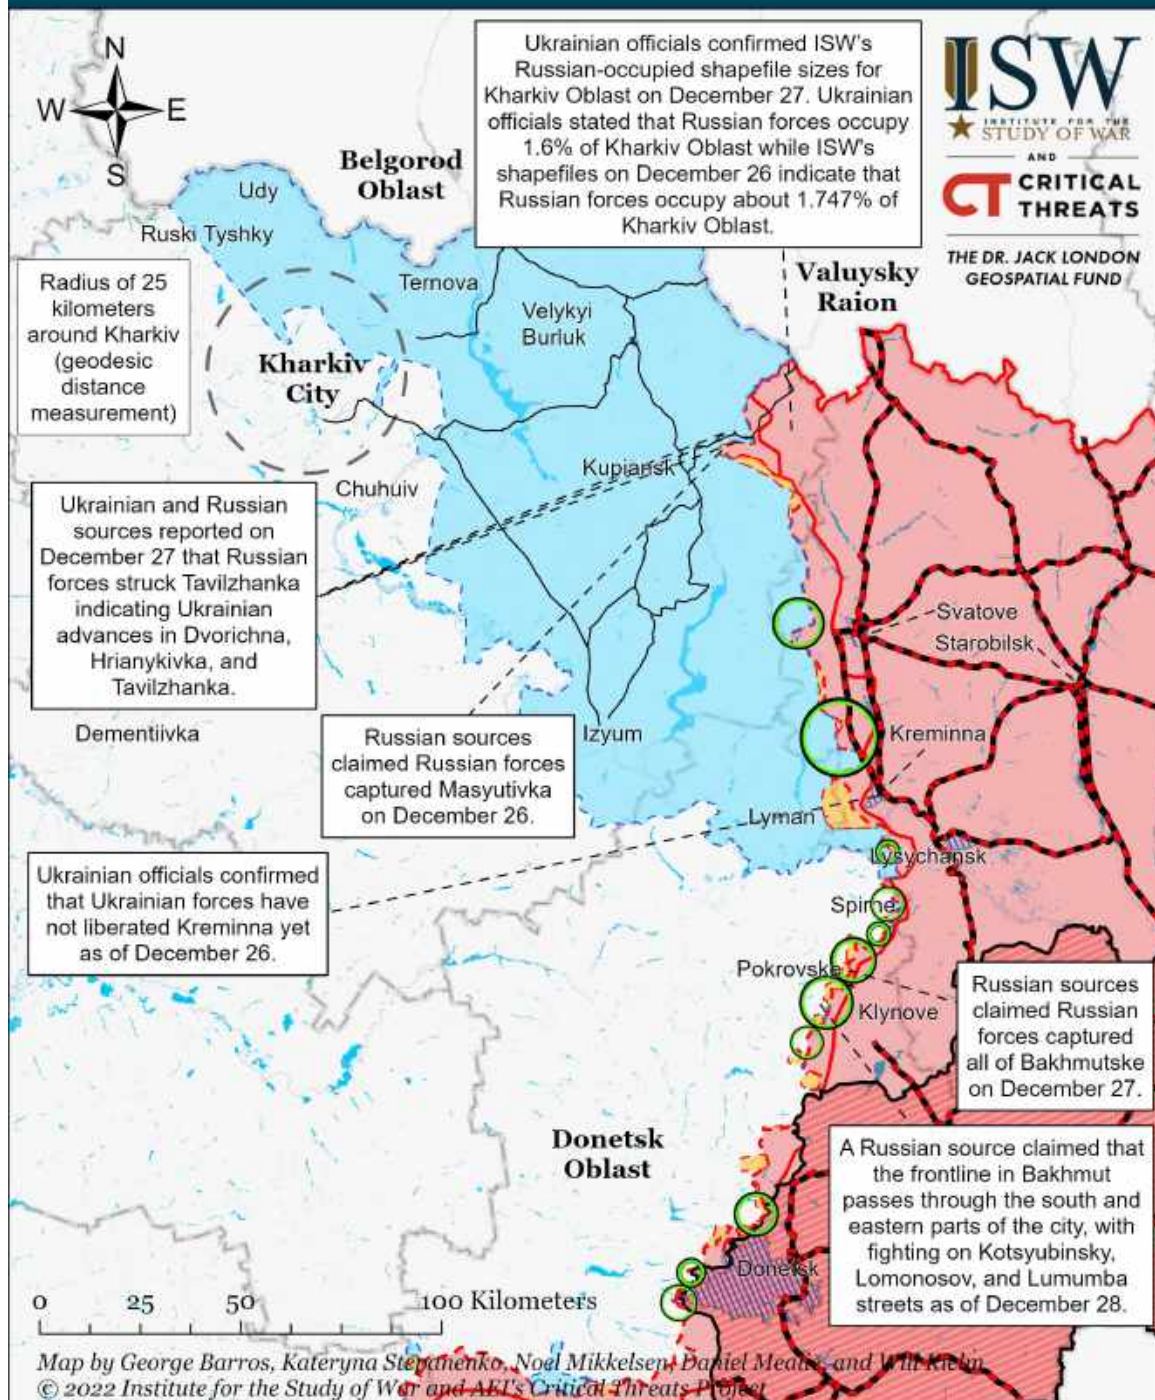 N
W E
S
Ukrainian officials confirmed ISW's
Russian-occupied shapefile sizes for
Kharkiv Oblast on December 27. Ukrainian
officials stated that Russian forces occupy
1.6% of Kharkiv Oblast while ISW's
shapefiles on December 26 indicate that
Russian forces occupy about 1.747% of
Kharkiv Oblast.
ISW
INSTITUTE FOR THE
STUDY OF WAR
AND
CT CRITICAL
THREATS
THE DR. JACK LONDON
GEOSPATIAL FUND
Belgorod
Oblast
Udy
Ruski Tyshky
Ternova
Velykyi
Burluk
Valuysky
Raion
Radius of 25
kilometers
around Kharkiv
(geodesic
distance
measurement)
Kharkiv
City
Kupiansk
Chuhuiv
Ukrainian and Russian
sources reported on
December 27 that Russian
forces struck Tavilzhanka
indicating Ukrainian
advances in Dvorichna,
Hrianykivka, and
Tavilzhanka.
Svatove
Starobilsk
Dementiivka
Russian sources
claimed Russian forces
captured Masyutivka
on December 26.
Izyum
Kreminna
Lyman
Lysychansk
Ukrainian officials confirmed
that Ukrainian forces have
not liberated Kreminna yet
as of December 26.
Spirne
Pokrovske
Klynove
Russian sources
claimed Russian
forces captured
all of Bakhmutske
on December 27.
Donetsk
Oblast
A Russian source claimed that
the frontline in Bakhmut
passes through the south and
eastern parts of the city, with
fighting on Kotsyubinsky,
Lomonosov, and Lumumba
streets as of December 28.
Donetsk
0 25 50 100 Kilometers
Map by George Barros, Kateryna Stepanenko, Noel Mikkelsen, Daniel Mealie, and Will Kielm
© 2022 Institute for the Study of War and AEI's Critical Threats Project